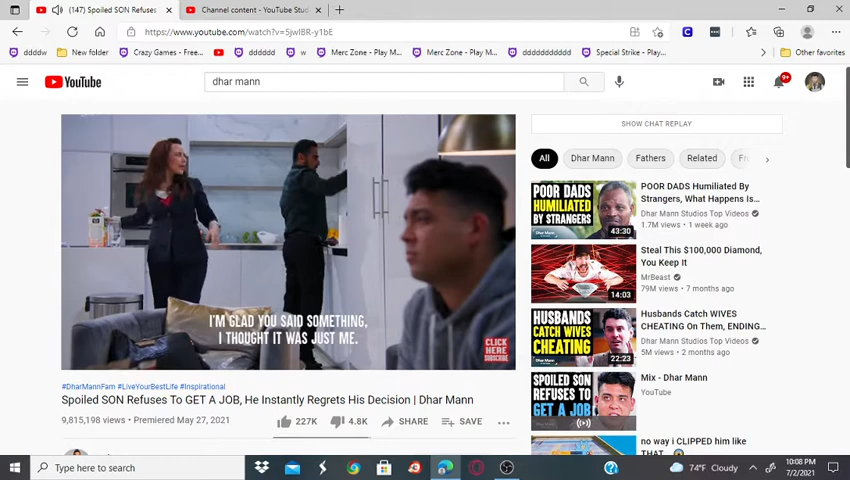 (147) Spoiled SON Refuses
Channel content - YouTube Stud
https://www.youtube.com/watch?v=5jwIBR-y1bE
ddddw
New folder
Crazy Games - Free...
dddddd
w
Merc Zone - Play M...
Merc Zone - Play M...
dddddddddd
Special Strike - Play...
Other favorites
YouTube
dhar mann
9+
SHOW CHAT REPLAY
All
Dhar Mann
Fathers
Related
I'M GLAD YOU SAID SOMETHING,
I THOUGHT IT WAS JUST ME.
CLICK
HERE
SUBSCRIBE
#DharMannFam #LiveYourBestLife #Inspirational
Spoiled SON Refuses To GET A JOB, He Instantly Regrets His Decision | Dhar Mann
9,815,198 views • Premiered May 27, 2021
227K
4.8K
SHARE
SAVE
POOR DADS
HUMILIATED
BY STRANGERS
43:30
POOR DADS Humiliated By
Strangers, What Happens Is...
Dhar Mann Studios Top Videos
1.7M views • 1 week ago
14:03
Steal This $100,000 Diamond,
You Keep It
MrBeast
79M views • 7 months ago
HUSBANDS
CATCH WIVES
CHEATING
22:23
Husbands Catch WIVES
CHEATING On Them, ENDING...
Dhar Mann Studios Top Videos
5M views • 2 months ago
SPOILED SON
REFUSES TO
GET A JOB
Mix - Dhar Mann
YouTube
no way i CLIPPED him like
THAT
Type here to search
74°F Cloudy
10:08 PM
7/2/2021